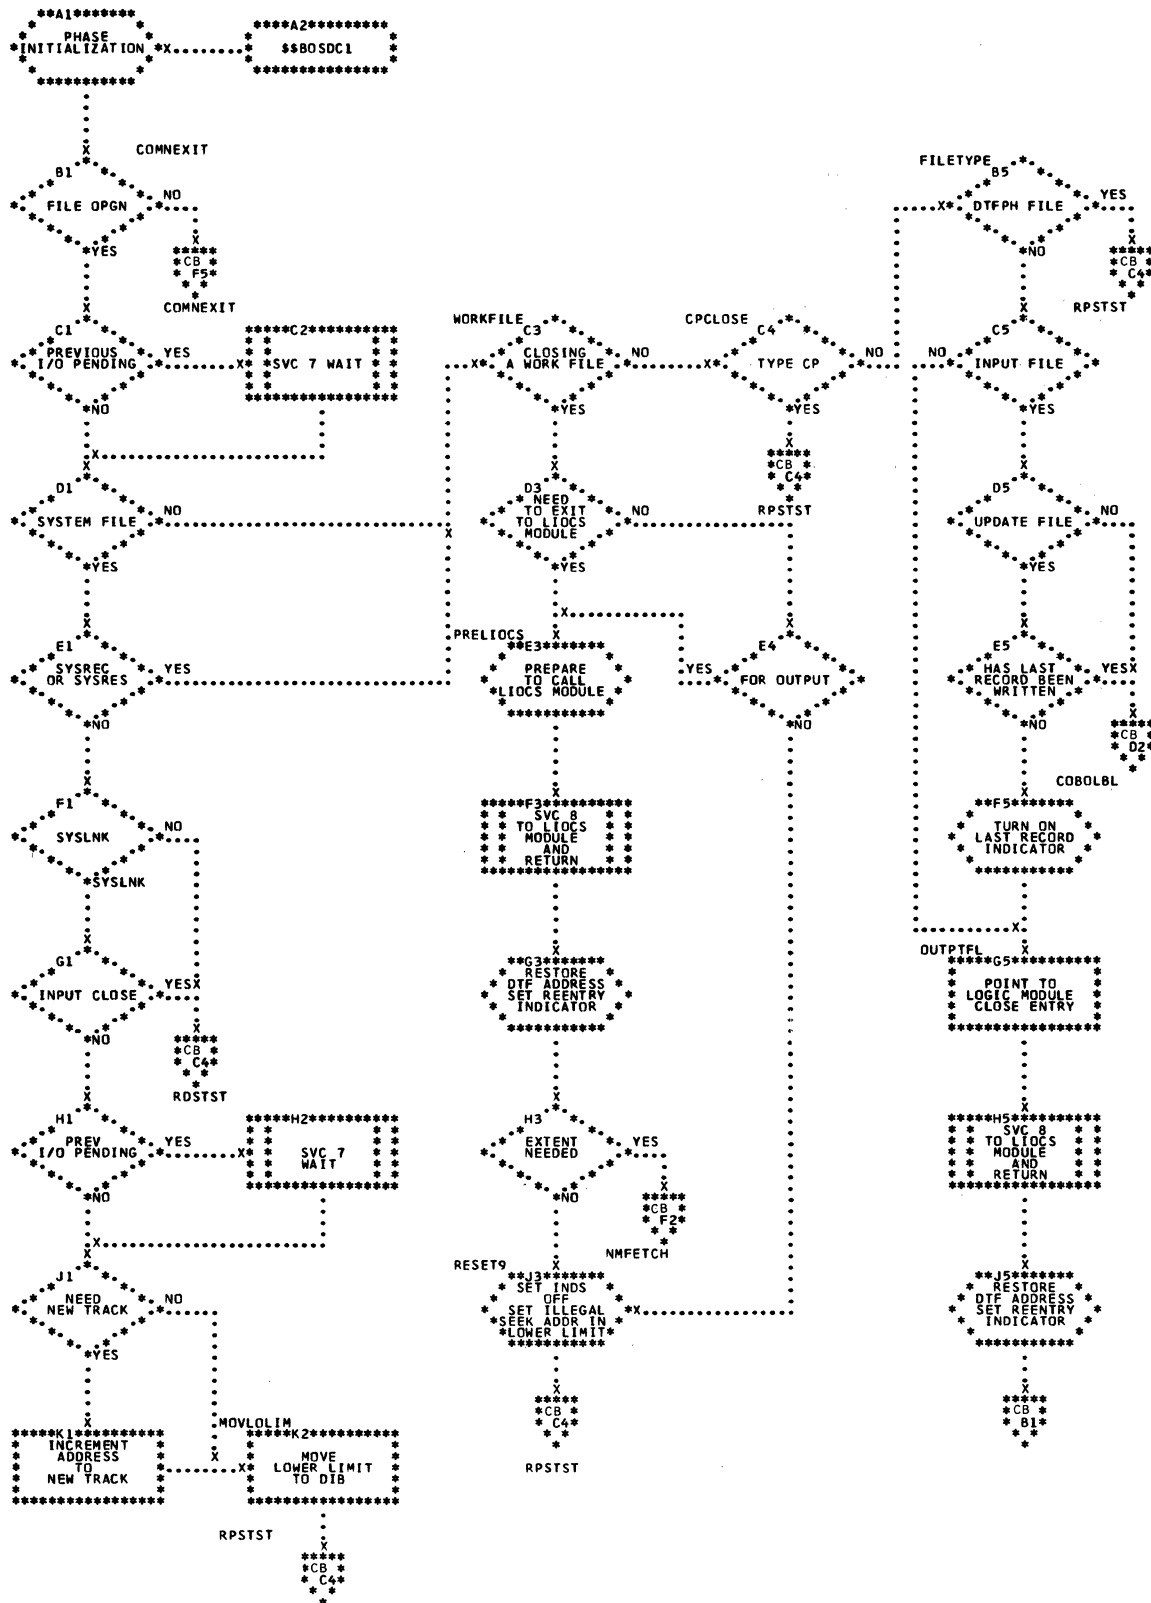 A1
PHASE
INITIALIZATION
A2
$$BOSDC1
COMNEXIT
B1
FILE OPGN
NO
YES
CB
F5
COMNEXIT
FILETYPE
B5
DTFPH FILE
YES
NO
CB
C4
RPSTST
C1
PREVIOUS
I/O PENDING
YES
NO
C2
SVC 7 WAIT
WORKFILE
C3
CLOSING
A WORK FILE
NO
YES
CPCLOSE
C4
TYPE CP
NO
YES
CB
C4
RPSTST
C5
INPUT FILE
NO
YES
D1
SYSTEM FILE
NO
YES
D3
NEED
TO EXIT
TO LIOCS
MODULE
NO
YES
D5
UPDATE FILE
NO
YES
E1
SYSREC
OR SYSRES
YES
NO
PRELIOCS
E3
PREPARE
TO CALL
LIOCS MODULE
E4
FOR OUTPUT
YES
NO
E5
HAS LAST
RECORD BEEN
WRITTEN
YES
NO
CB
D2
COBOLBL
F1
SYSLNK
NO
SYSLNK
F3
SVC 8
TO LIOCS
MODULE
AND
RETURN
F5
TURN ON
LAST RECORD
INDICATOR
G1
INPUT CLOSE
YES
NO
CB
C4
RDSTST
G3
RESTORE
DTF ADDRESS
SET REENTRY
INDICATOR
OUTPTFL
G5
POINT TO
LOGIC MODULE
CLOSE ENTRY
H1
PREV
I/O PENDING
YES
NO
H2
SVC 7
WAIT
H3
EXTENT
NEEDED
YES
NO
CB
F2
NMFETCH
H5
SVC 8
TO LIOCS
MODULE
AND
RETURN
J1
NEED
NEW TRACK
NO
YES
RESET9
J3
SET INDS
OFF
SET ILLEGAL
SEEK ADDR IN
LOWER LIMIT
CB
C4
RPSTST
J5
RESTORE
DTF ADDRESS
SET REENTRY
INDICATOR
CB
B1
K1
INCREMENT
ADDRESS
TO
NEW TRACK
MOVLOLIM
K2
MOVE
LOWER LIMIT
TO DIB
RPSTST
CB
C4